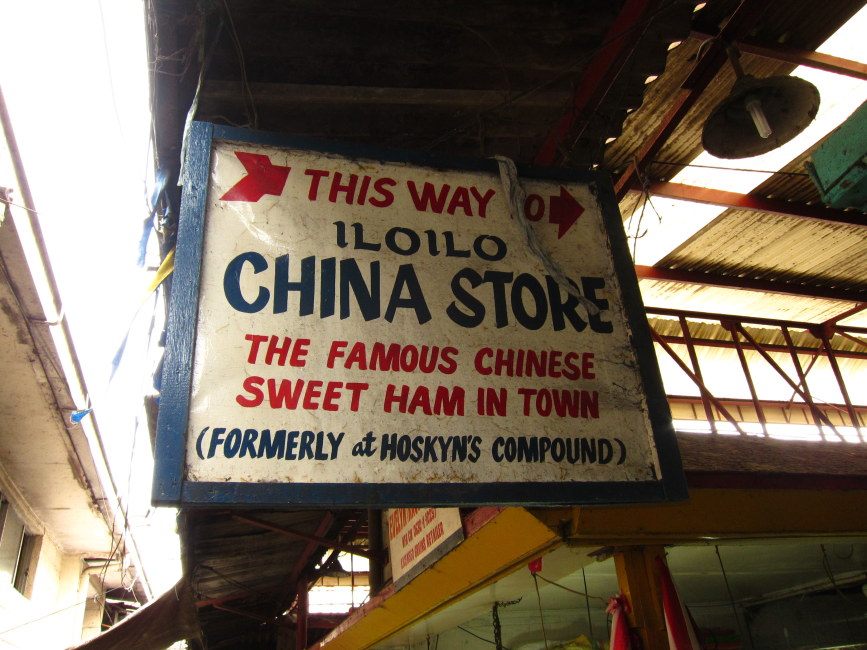 THIS WAY TO
ILOILO
CHINA STORE
THE FAMOUS CHINESE
SWEET HAM IN TOWN
(FORMERLY at HOSKYN'S COMPOUND)